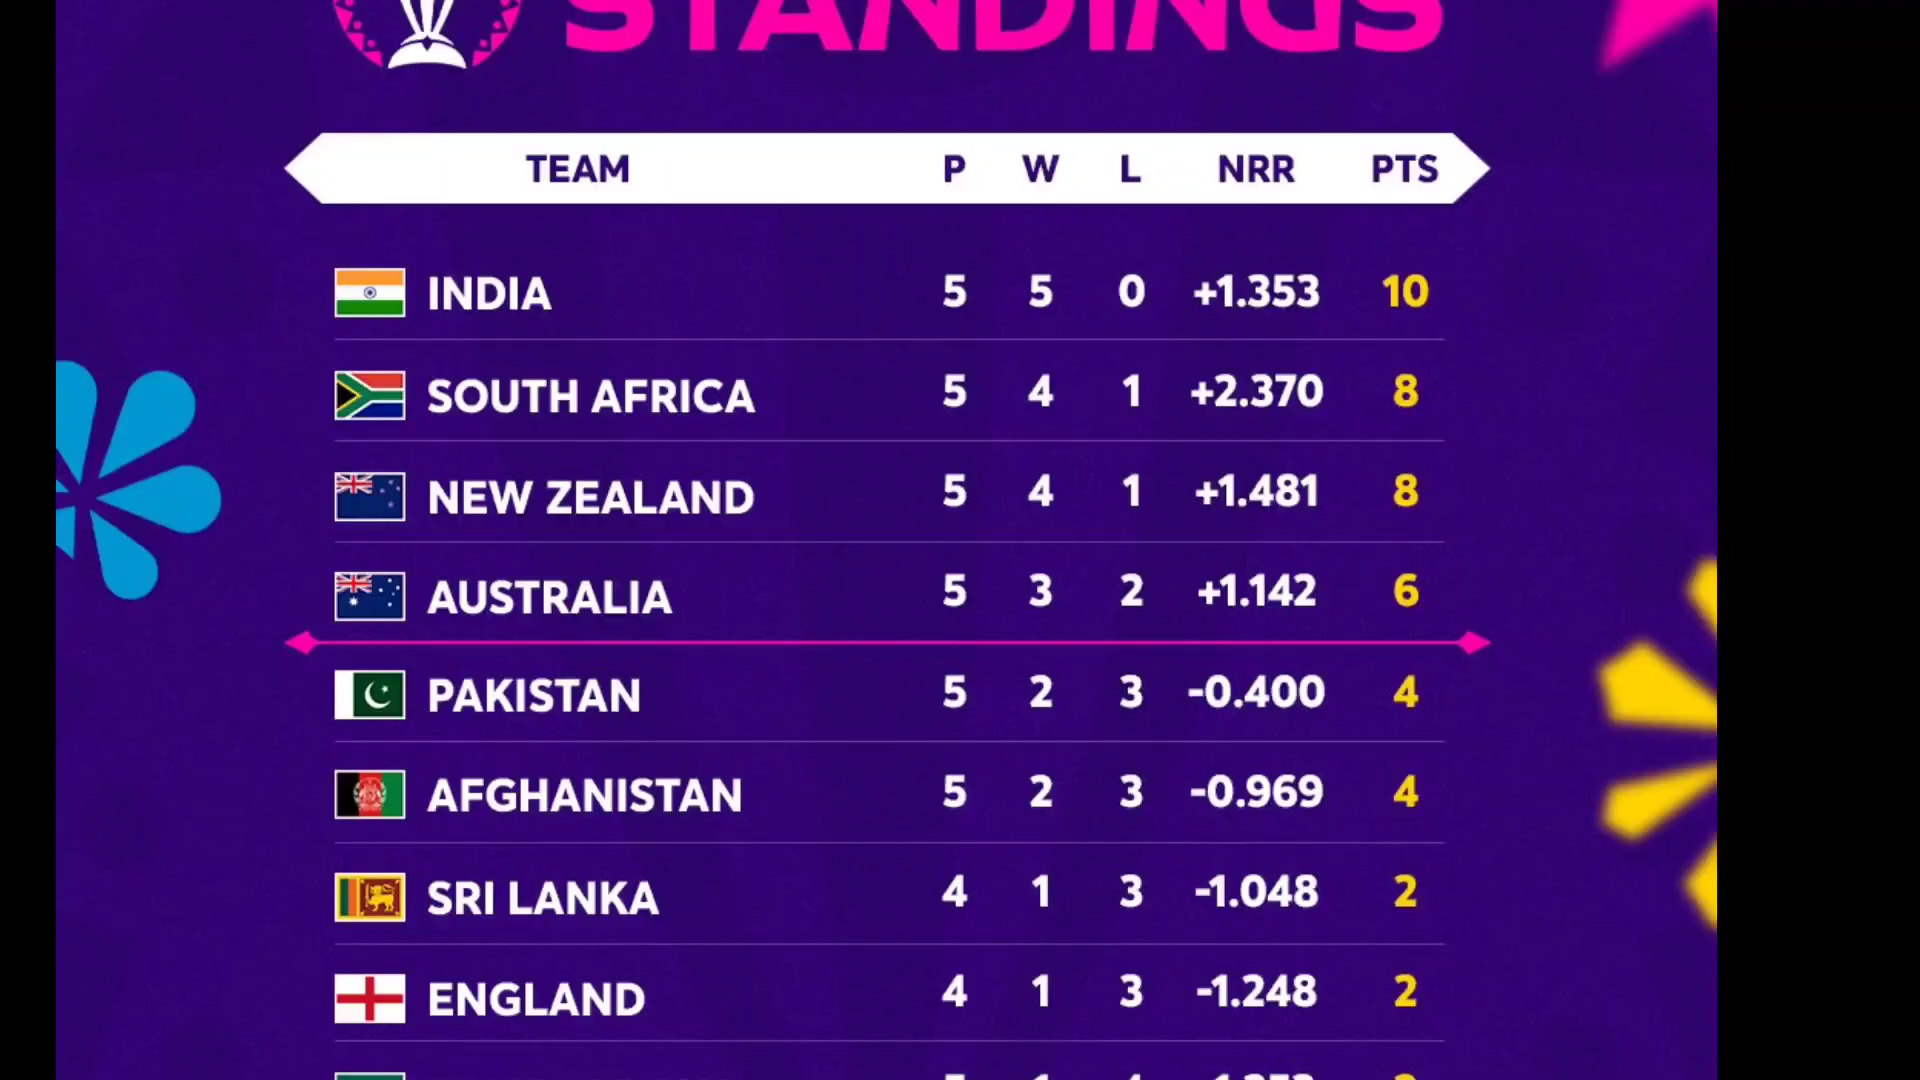 STANDINGS
TEAM P W L NRR PTS
INDIA 5 5 0 +1.353 10
SOUTH AFRICA 5 4 1 +2.370 8
NEW ZEALAND 5 4 1 +1.481 8
AUSTRALIA 5 3 2 +1.142 6
PAKISTAN 5 2 3 -0.400 4
AFGHANISTAN 5 2 3 -0.969 4
SRI LANKA 4 1 3 -1.048 2
ENGLAND 4 1 3 -1.248 2